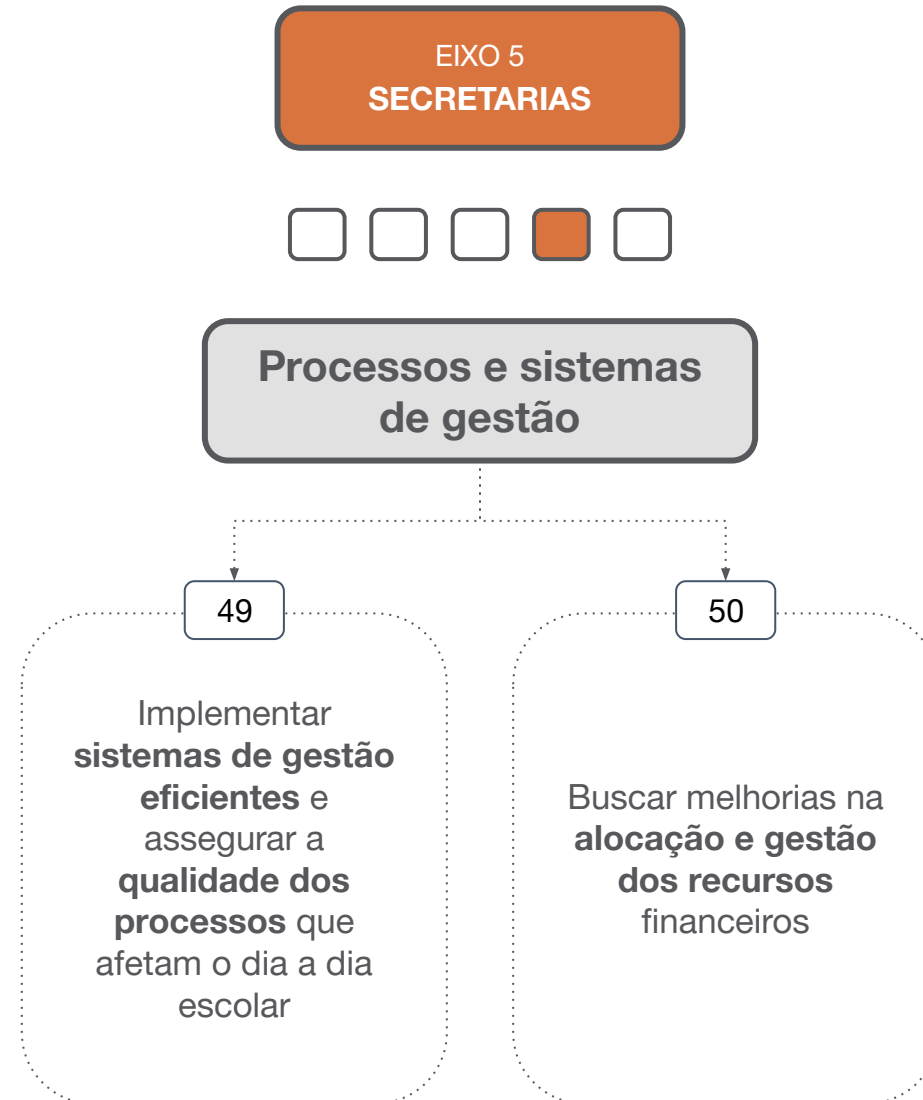 EIXO 5
SECRETARIAS
Processos e sistemas
de gestão
49
Implementar
sistemas de gestão
eficientes e
assegurar a
qualidade dos
processos que
afetam o dia a dia
escolar
50
Buscar melhorias na
alocação e gestão
dos recursos
financeiros